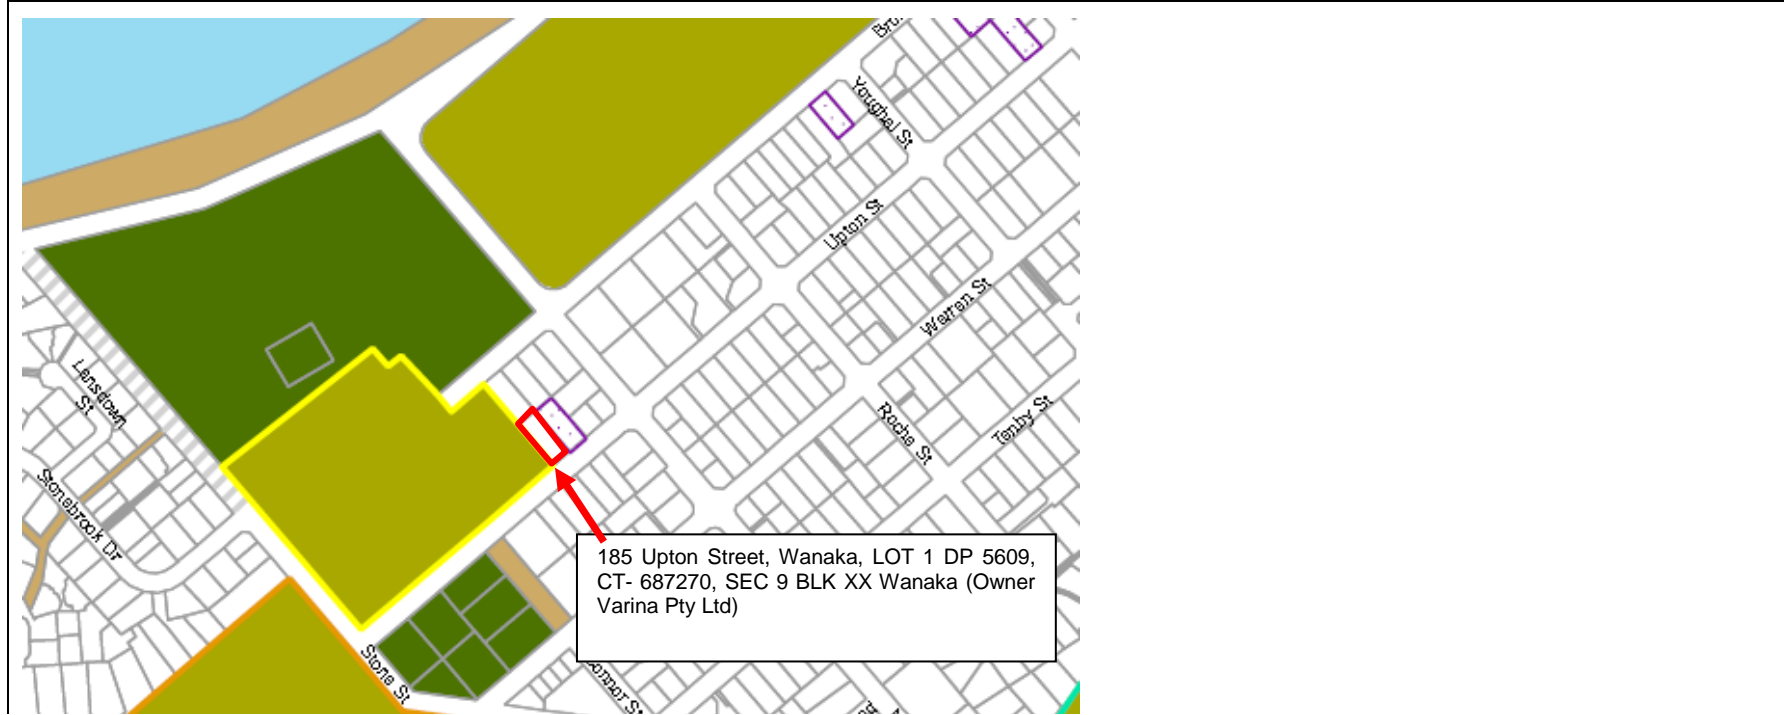 Youghal St
Upton St
Warren St
Lansdown
St
Roche St
Tenby St
Stonebrook Dr
185 Upton Street, Wanaka, LOT 1 DP 5609,
CT- 687270, SEC 9 BLK XX Wanaka (Owner
Varina Pty Ltd)
Stone St